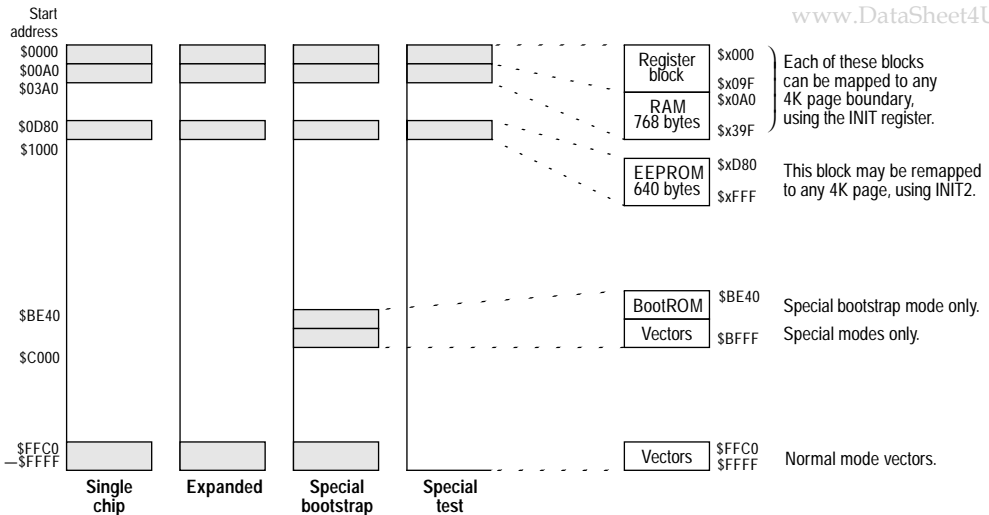 Start
address
www.DataSheet4U
$0000
$00A0
$03A0
$0D80
$1000
$BE40
$C000
$FFC0
—$FFFF
Single
chip
Expanded
Special
bootstrap
Special
test
Register
block
$x000
$x09F
RAM
768 bytes
$x0A0
$x39F
Each of these blocks
can be mapped to any
4K page boundary,
using the INIT register.
EEPROM
640 bytes
$xD80
$xFFF
This block may be remapped
to any 4K page, using INIT2.
BootROM
$BE40
Special bootstrap mode only.
Vectors
$BFFF
Special modes only.
Vectors
$FFC0
$FFFF
Normal mode vectors.